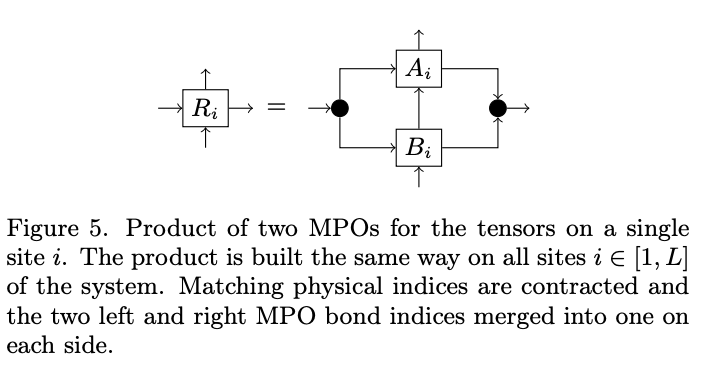 R_i = A_i
B_i
Figure 5. Product of two MPOs for the tensors on a single
site i. The product is built the same way on all sites i ∈ [1, L]
of the system. Matching physical indices are contracted and
the two left and right MPO bond indices merged into one on
each side.